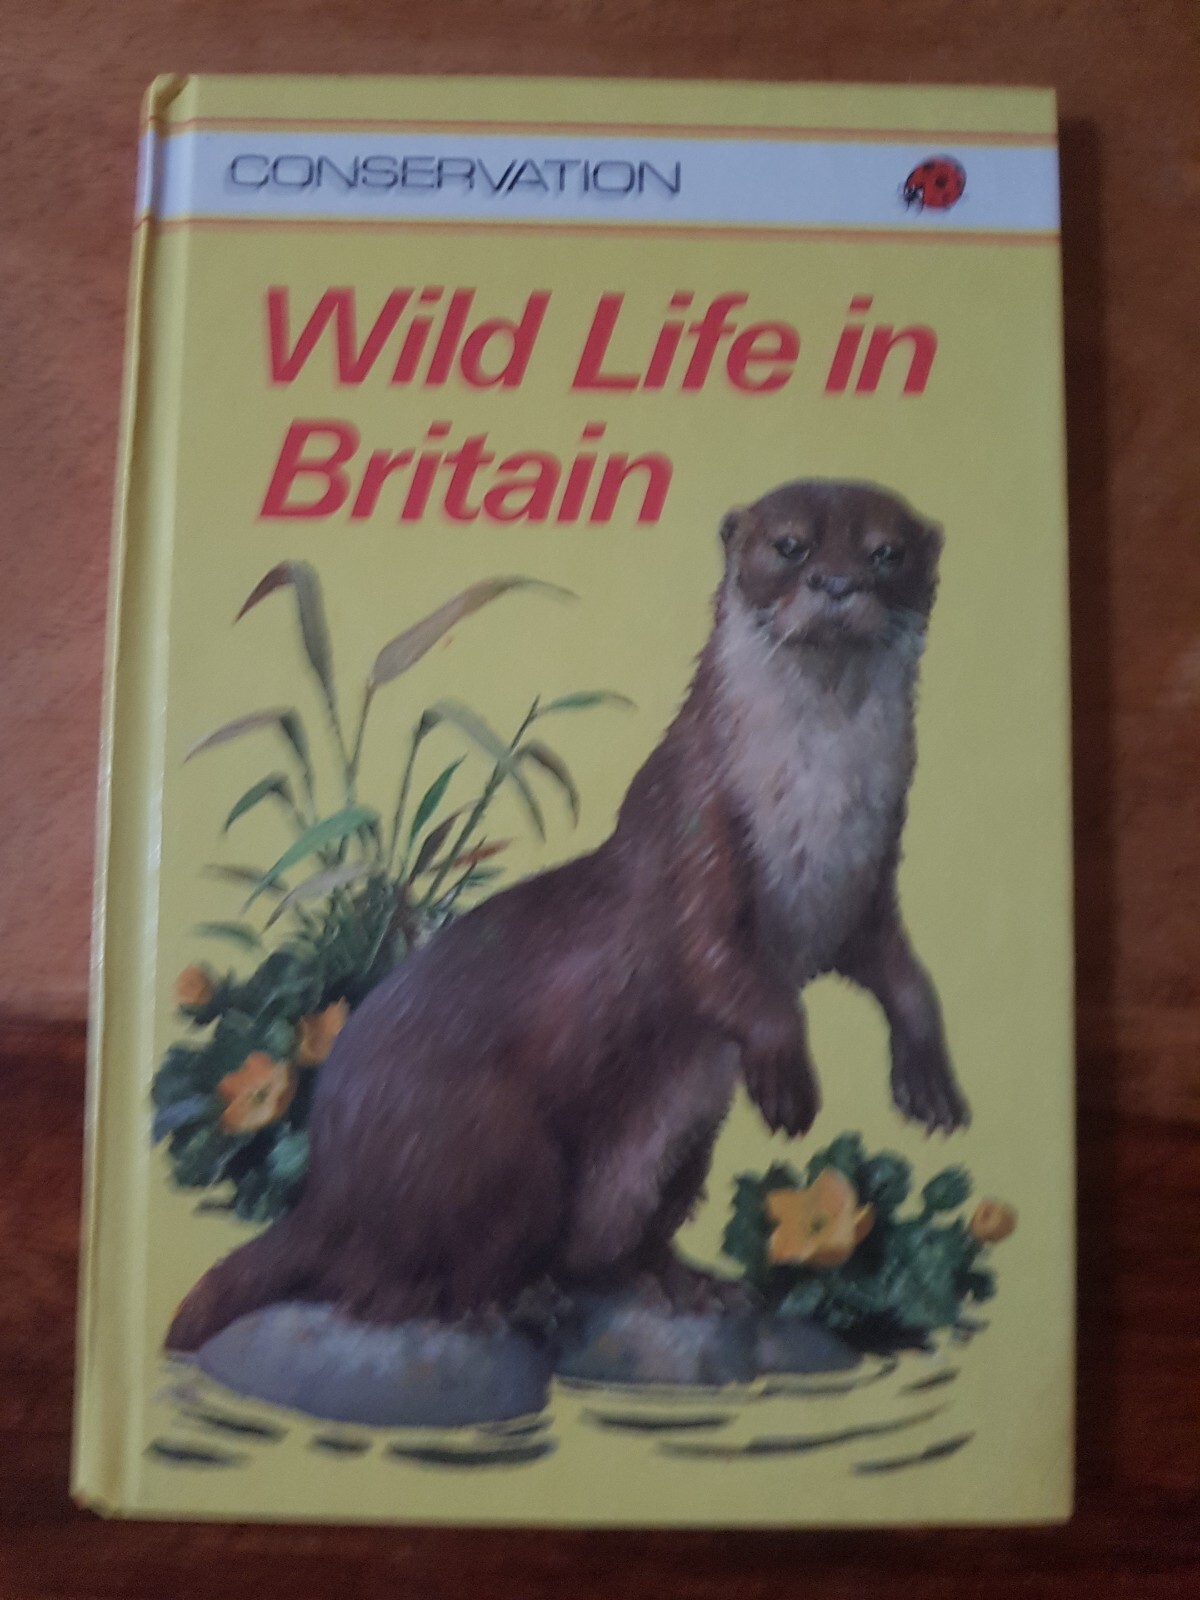 CONSERVATION
Wild Life in
Britain